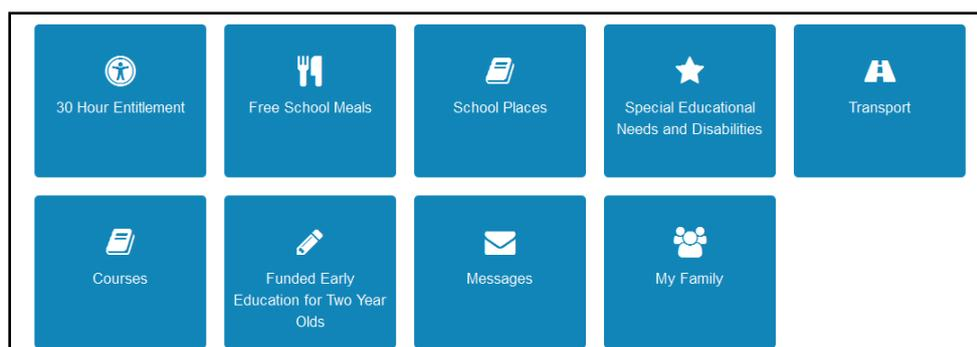 30 Hour Entitlement
Free School Meals
School Places
Special Educational
Needs and Disabilities
Transport
Courses
Funded Early
Education for Two Year
Olds
Messages
My Family